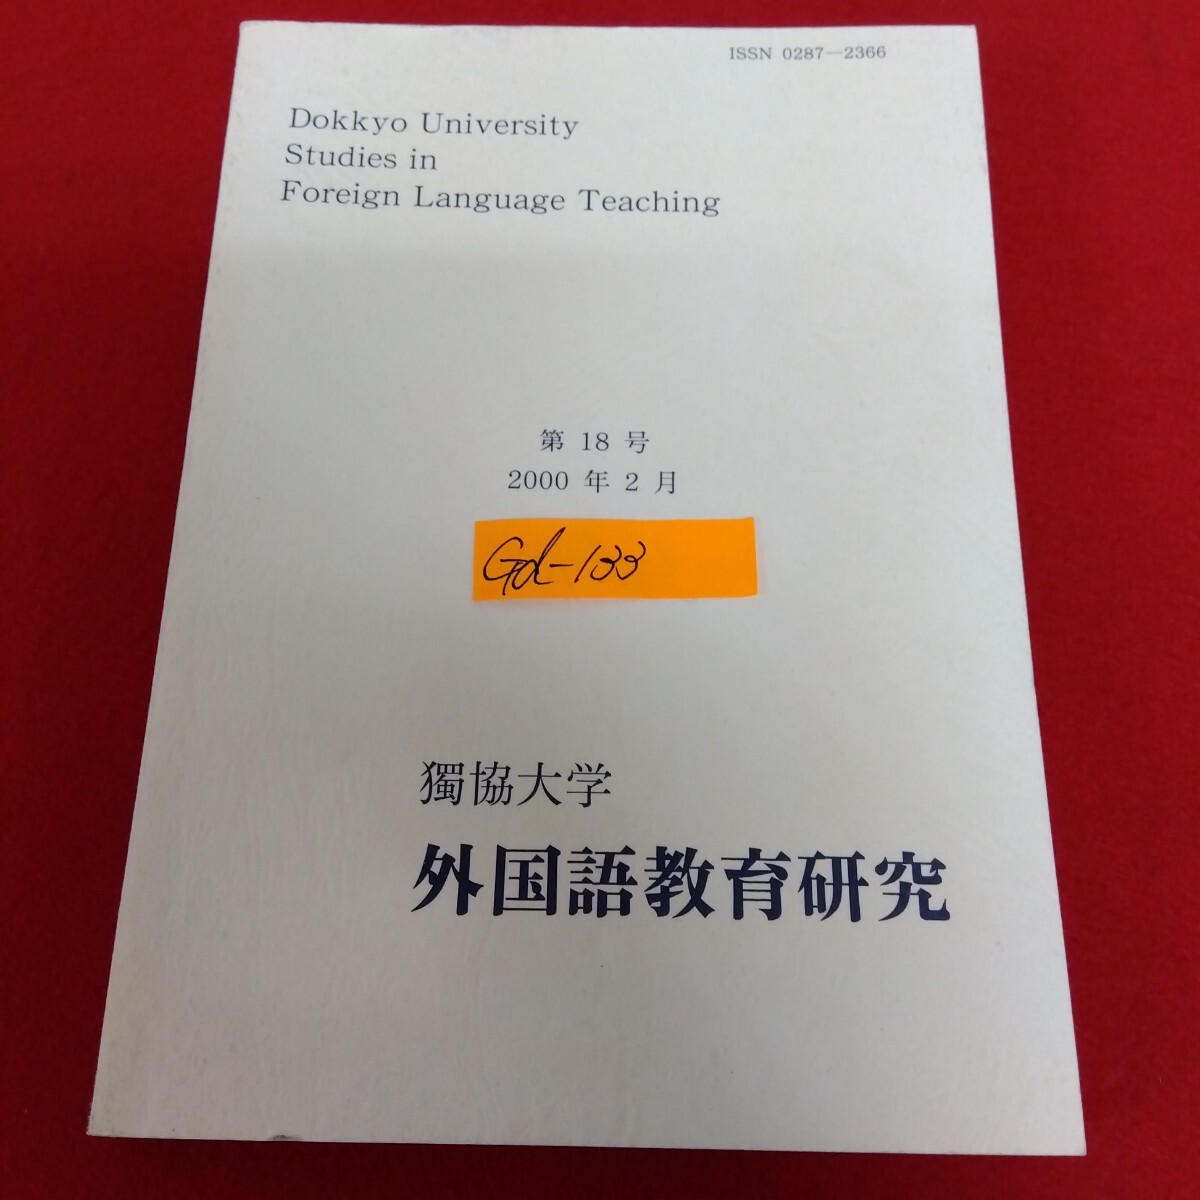 ISSN 0287—2366
Dokkyo University
Studies in
Foreign Language Teaching
第 18 号
2000 年 2 月
Gd-133
獨協大学
外国語教育研究